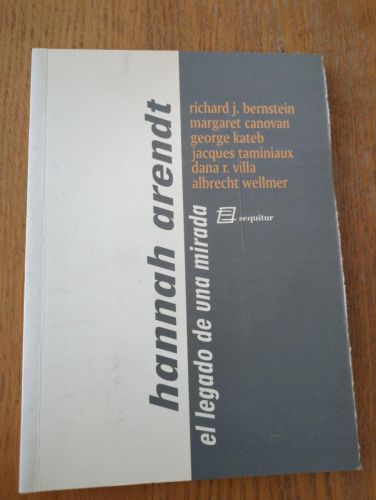 hannah arendt
el legado de una mirada
richard j. bernstein
margaret canovan
george kateb
jacques taminiaux
dana r. villa
albrecht wellmer
sequitur